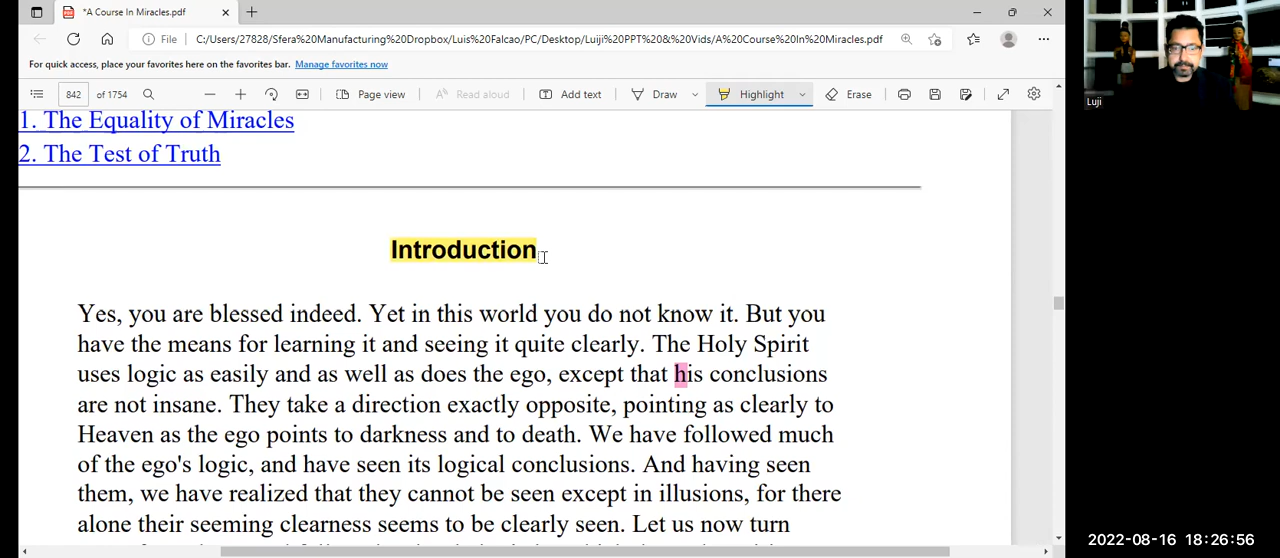 *A Course In Miracles.pdf
File
C:/Users/27828/Sfera%20Manufacturing%20Dropbox/Luis%20Falcao/PC/Desktop/Luiji%20PPT%20&%20Vids/A%20Course%20In%20Miracles.pdf
For quick access, place your favorites here on the favorites bar. Manage favorites now
842 of 1754 Page view Read aloud Add text Draw Highlight Erase
1. The Equality of Miracles
2. The Test of Truth
Introduction
Yes, you are blessed indeed. Yet in this world you do not know it. But you
have the means for learning it and seeing it quite clearly. The Holy Spirit
uses logic as easily and as well as does the ego, except that his conclusions
are not insane. They take a direction exactly opposite, pointing as clearly to
Heaven as the ego points to darkness and to death. We have followed much
of the ego's logic, and have seen its logical conclusions. And having seen
them, we have realized that they cannot be seen except in illusions, for there
alone their seeming clearness seems to be clearly seen. Let us now turn
Luji
2022-08-16 18:26:56